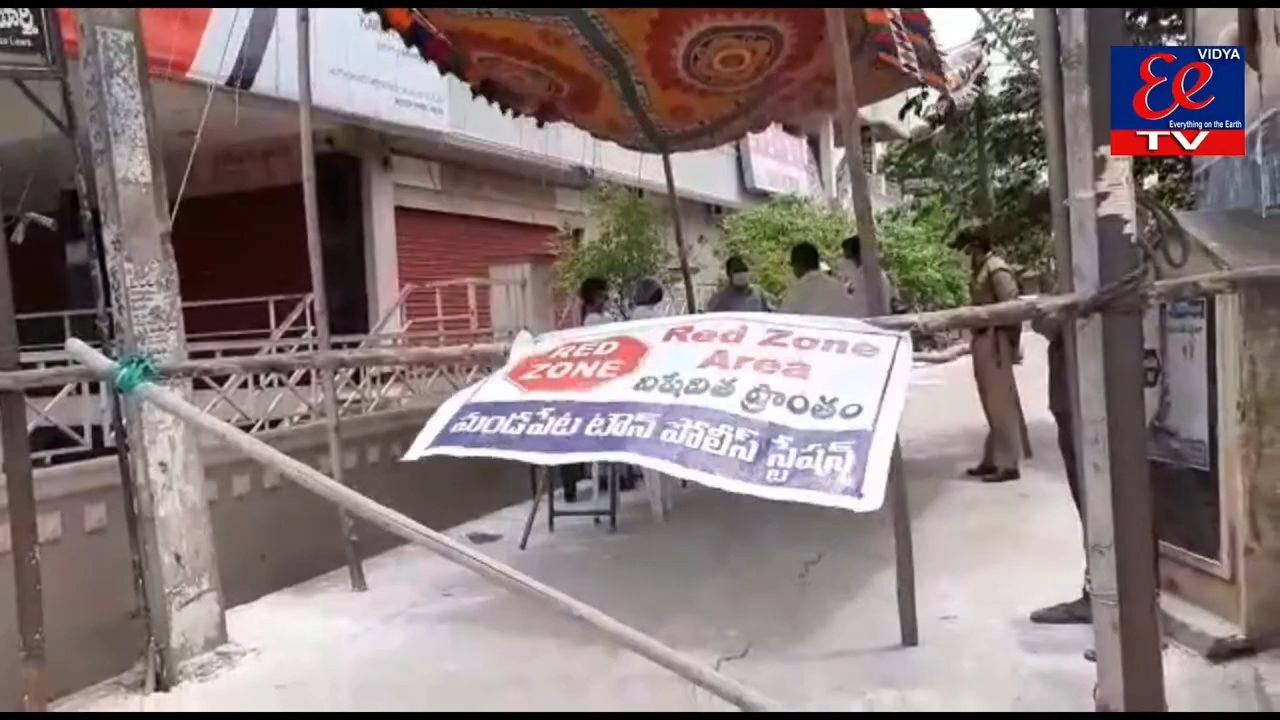 VIDYA
Ee
Everything on the Earth
TV
RED
ZONE
Red Zone
Area
నిషేదిత ప్రాంతం
మండపేట టౌన్ పోలీస్ స్టేషన్